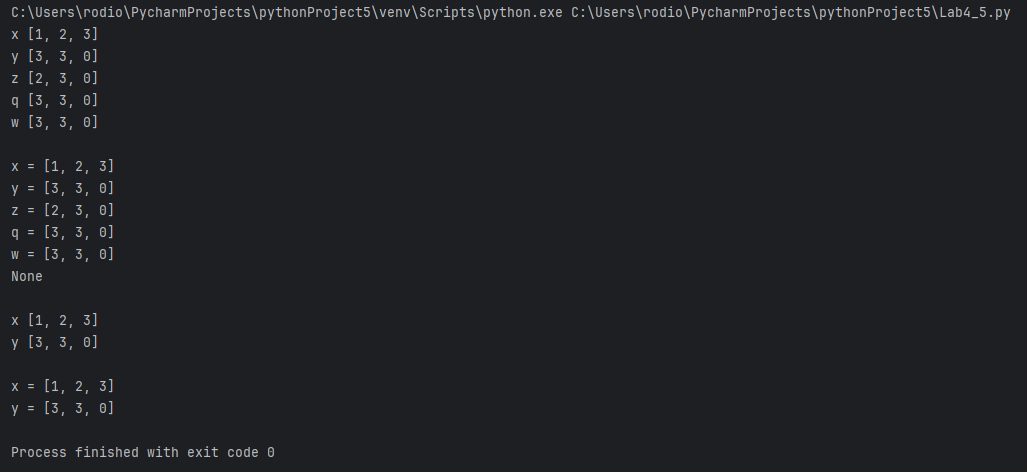 C:\Users\rodio\PycharmProjects\pythonProject5\venv\Scripts\python.exe C:\Users\rodio\PycharmProjects\pythonProject5\Lab4_5.py
x [1, 2, 3]
y [3, 3, 0]
z [2, 3, 0]
q [3, 3, 0]
w [3, 3, 0]
x = [1, 2, 3]
y = [3, 3, 0]
z = [2, 3, 0]
q = [3, 3, 0]
w = [3, 3, 0]
None
x [1, 2, 3]
y [3, 3, 0]
x = [1, 2, 3]
y = [3, 3, 0]
Process finished with exit code 0